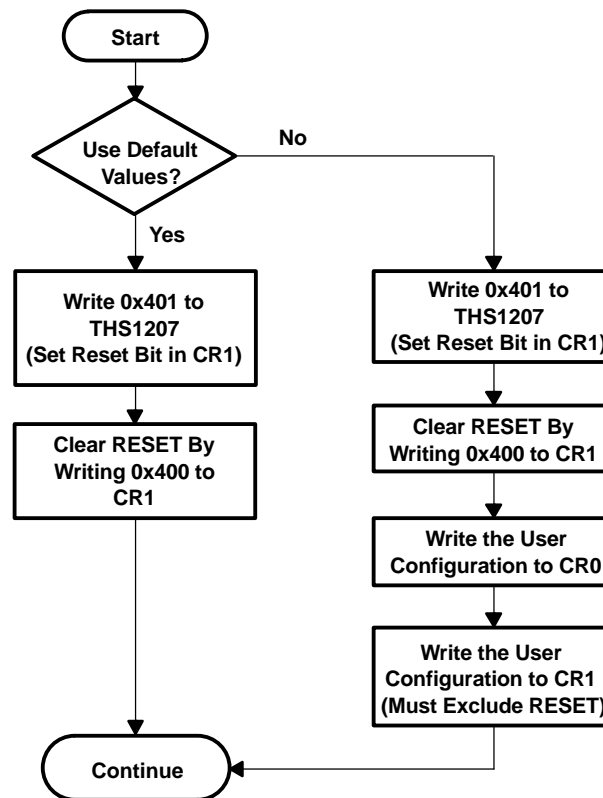 Start
Use Default
Values?
No
Yes
Write 0x401 to
THS1207
(Set Reset Bit in CR1)
Clear RESET By
Writing 0x400 to
CR1
Write 0x401 to
THS1207
(Set Reset Bit in CR1)
Clear RESET By
Writing 0x400 to CR1
Write the User
Configuration to CR0
Write the User
Configuration to CR1
(Must Exclude RESET)
Continue